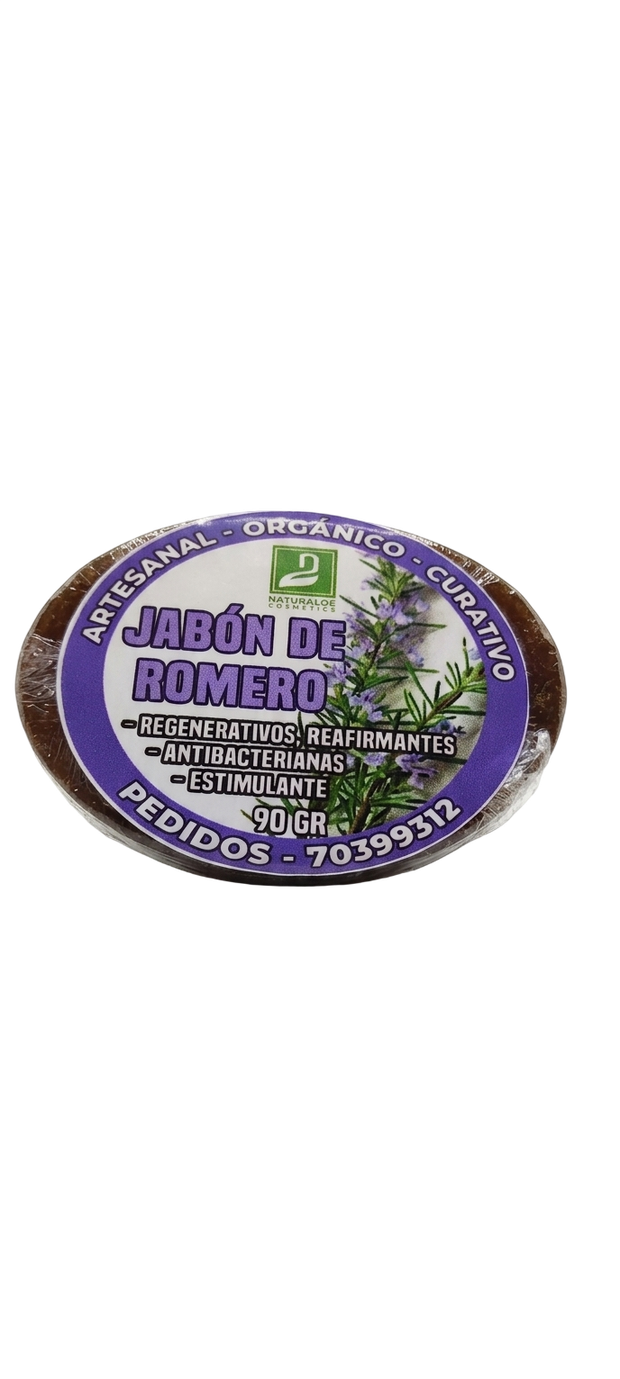 ARTESANAL - ORGÁNICO - CURATIVO
NATURALOE
COSMETICS
JABÓN DE
ROMERO
- REGENERATIVOS, REAFIRMANTES
- ANTIBACTERIANAS
- ESTIMULANTE
90 GR
PEDIDOS - 70399312